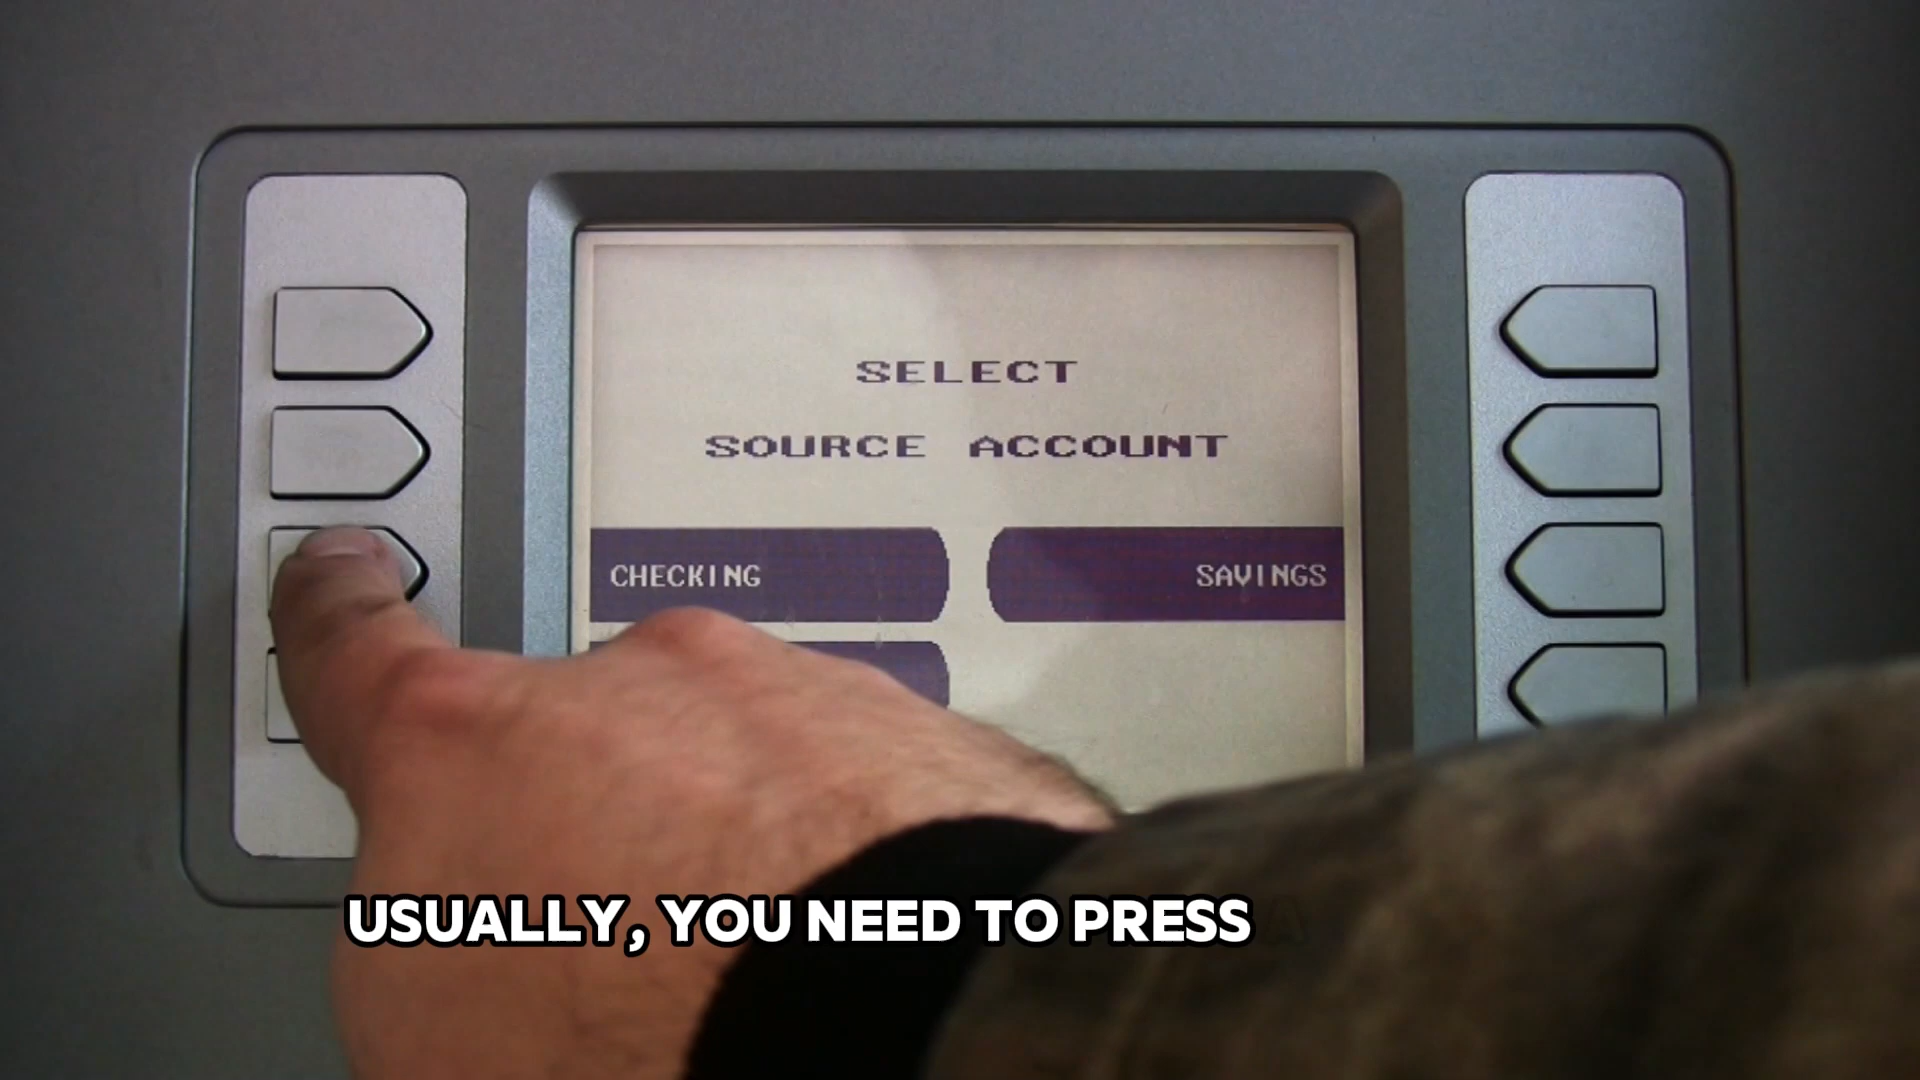 SELECT
SOURCE ACCOUNT
CHECKING
SAVINGS
USUALLY, YOU NEED TO PRESS A